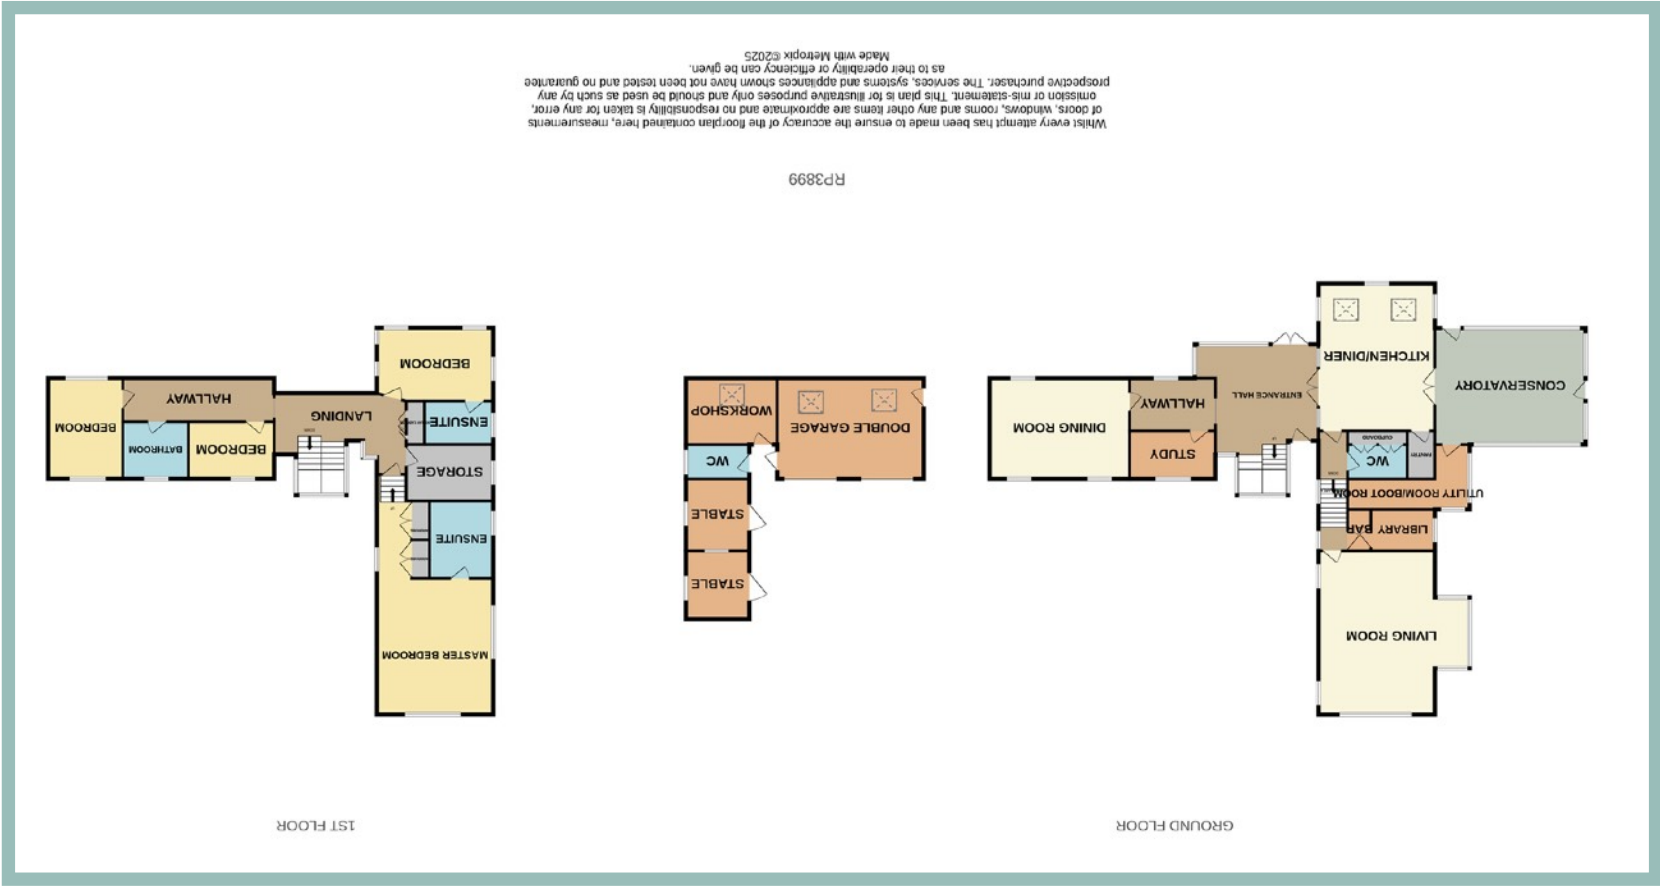 GROUND FLOOR
LIVING ROOM
LIBRARY
BAR
UTILITY ROOM/BOOT ROOM
WC
PANTRY
CUPBOARD
DOWN
UP
CONSERVATORY
KITCHEN/DINER
ENTRANCE HALL
STUDY
HALLWAY
DINING ROOM
STABLE
STABLE
WC
DOUBLE GARAGE
WORKSHOP
1ST FLOOR
MASTER BEDROOM
ENSUITE
UP
STORAGE
ENSUITE
BEDROOM
LANDING
DOWN
BEDROOM
BATHROOM
HALLWAY
BEDROOM
RP3899
Whilst every attempt has been made to ensure the accuracy of the floorplan contained here, measurements
of doors, windows, rooms and any other items are approximate and no responsibility is taken for any error,
omission or mis-statement. This plan is for illustrative purposes only and should be used as such by any
prospective purchaser. The services, systems and appliances shown have not been tested and no guarantee
as to their operability or efficiency can be given.
Made with Metropix ©2025